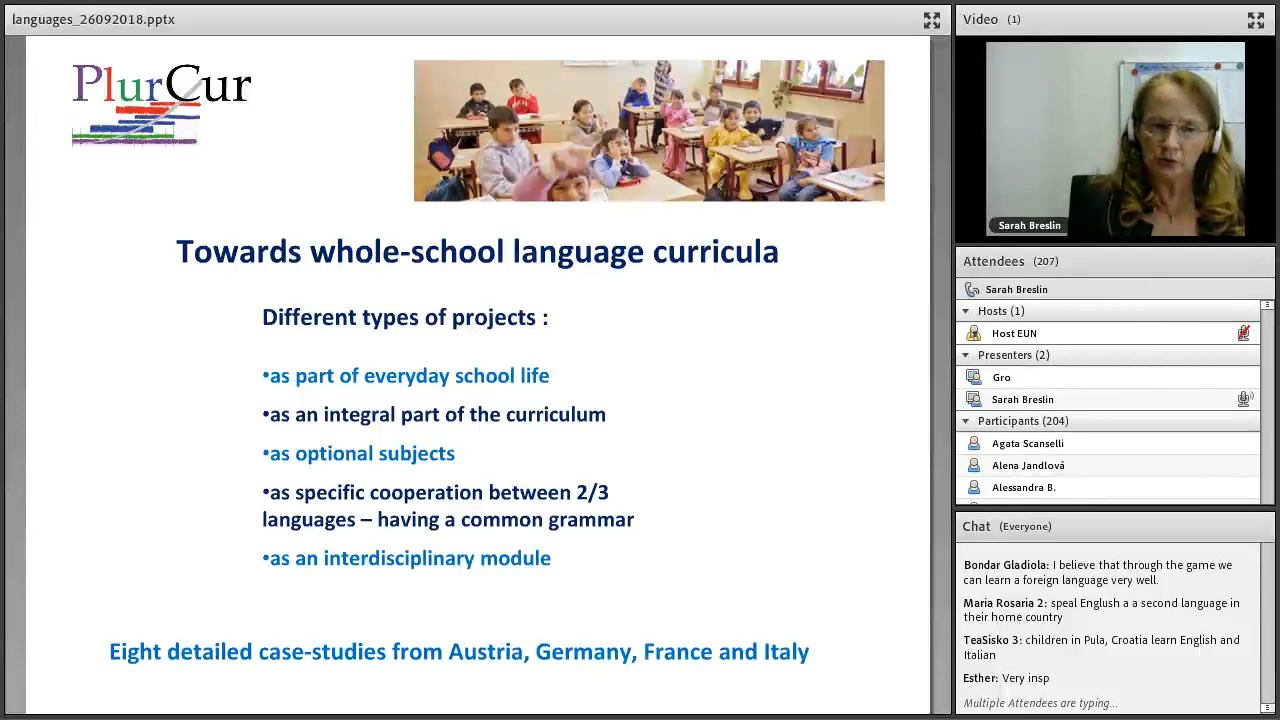 languages_26092018.pptx
PlurCur
Towards whole-school language curricula
Different types of projects :
•as part of everyday school life
•as an integral part of the curriculum
•as optional subjects
•as specific cooperation between 2/3
languages – having a common grammar
•as an interdisciplinary module
Eight detailed case-studies from Austria, Germany, France and Italy
Video (1)
Sarah Breslin
Attendees (207)
Sarah Breslin
Hosts (1)
Host EUN
Presenters (2)
Gro
Sarah Breslin
Participants (204)
Agata Scanselli
Alena Jandlová
Alessandra B.
Chat (Everyone)
Bondar Gladiola: I believe that through the game we
can learn a foreign language very well.
Maria Rosaria 2: speal Englush a a second language in
their home country
TeaSisko 3: children in Pula, Croatia learn English and
Italian
Esther: Very insp
Multiple Attendees are typing...